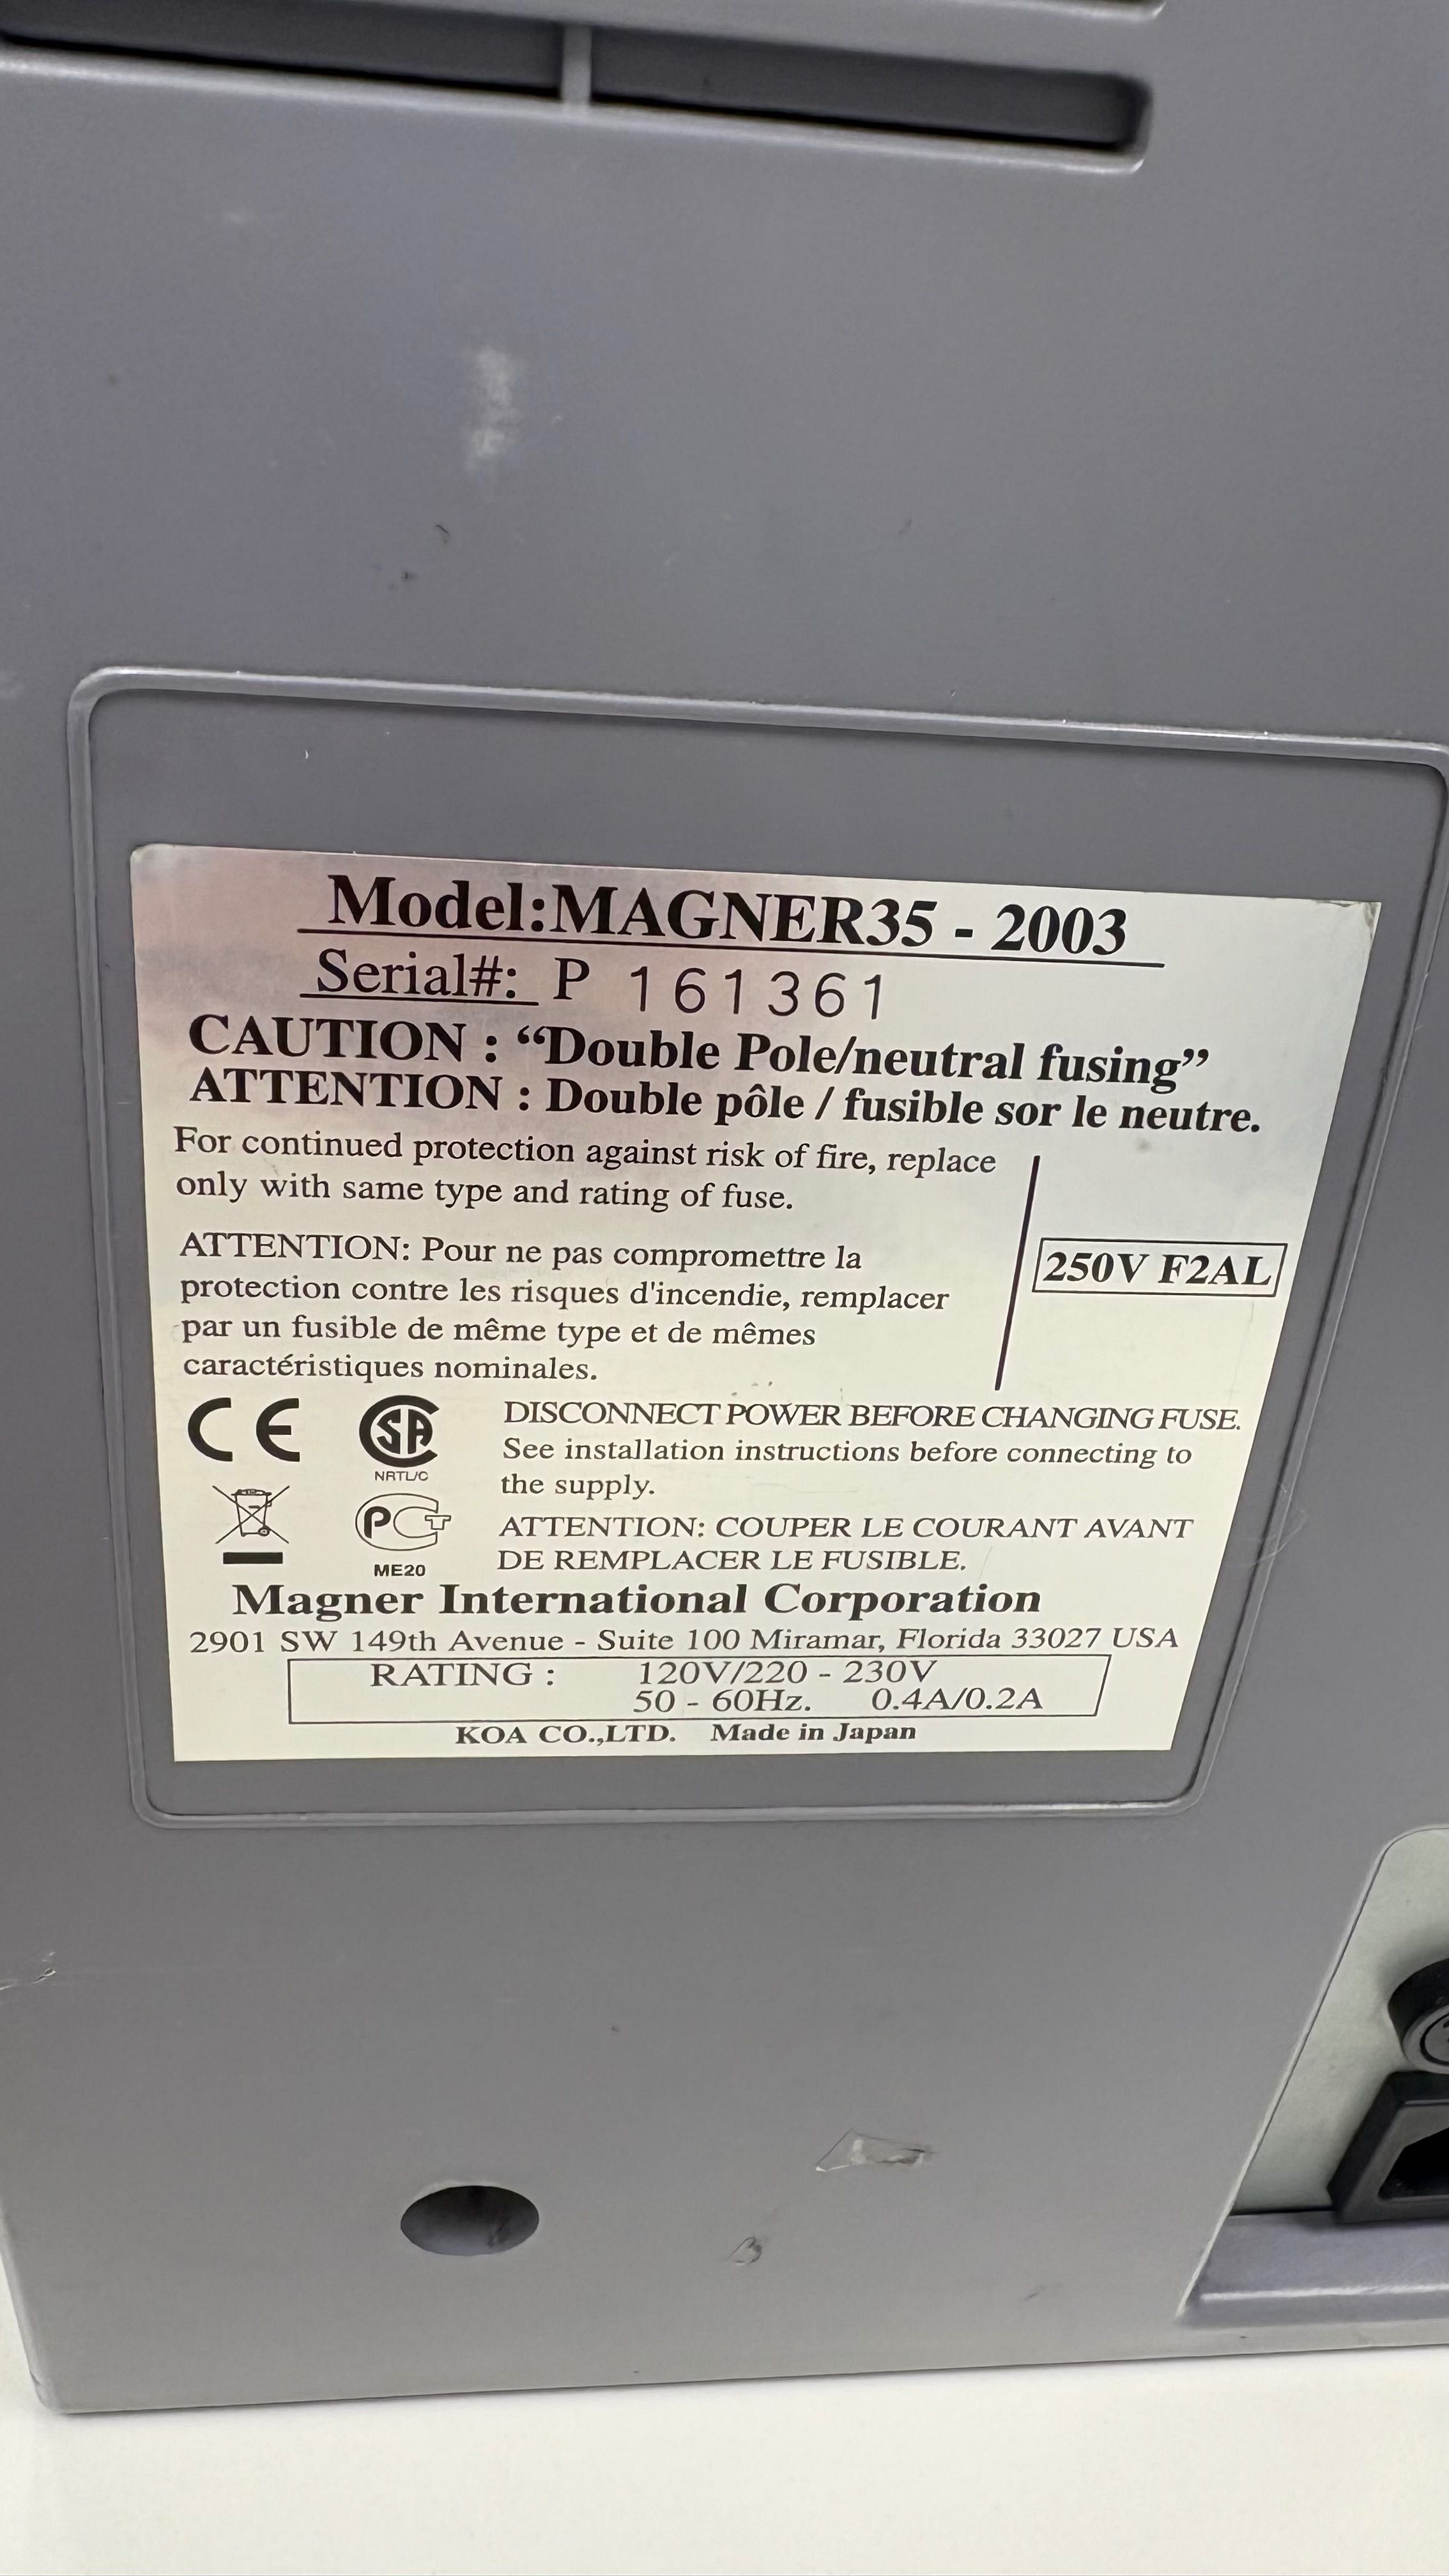 Model:MAGNER35 - 2003
Serial#: P 161361
CAUTION : “Double Pole/neutral fusing”
ATTENTION : Double pôle / fusible sor le neutre.
For continued protection against risk of fire, replace
only with same type and rating of fuse.
ATTENTION: Pour ne pas compromettre la
protection contre les risques d'incendie, remplacer
par un fusible de même type et de mêmes
caractéristiques nominales.
250V F2AL
CE
SA
NRTL/C
DISCONNECT POWER BEFORE CHANGING FUSE.
See installation instructions before connecting to
the supply.
PCT
ME20
ATTENTION: COUPER LE COURANT AVANT
DE REMPLACER LE FUSIBLE.
Magner International Corporation
2901 SW 149th Avenue - Suite 100 Miramar, Florida 33027 USA
RATING : 120V/220 - 230V
50 - 60Hz. 0.4A/0.2A
KOA CO.,LTD. Made in Japan